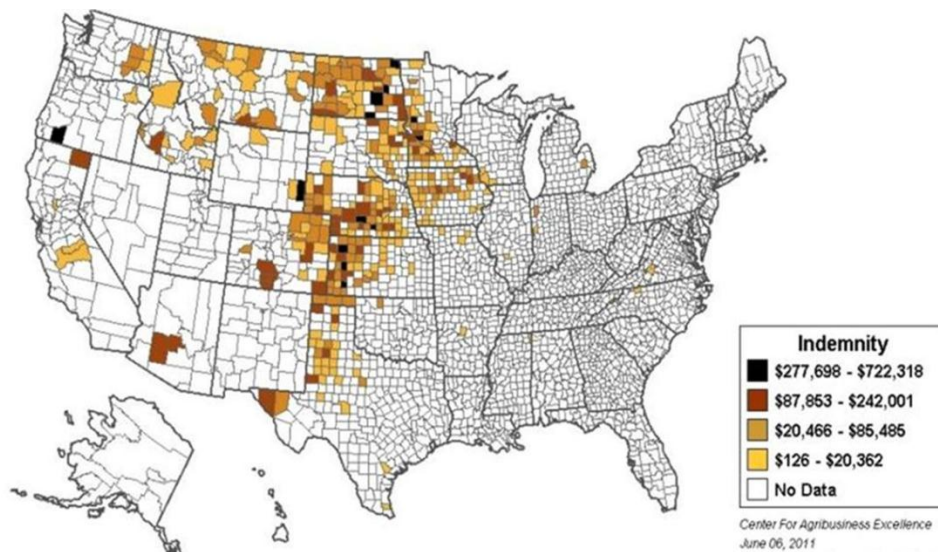 Indemnity
$277,698 - $722,318
$87,853 - $242,001
$20,466 - $85,485
$126 - $20,362
No Data
Center For Agribusiness Excellence
June 06, 2011